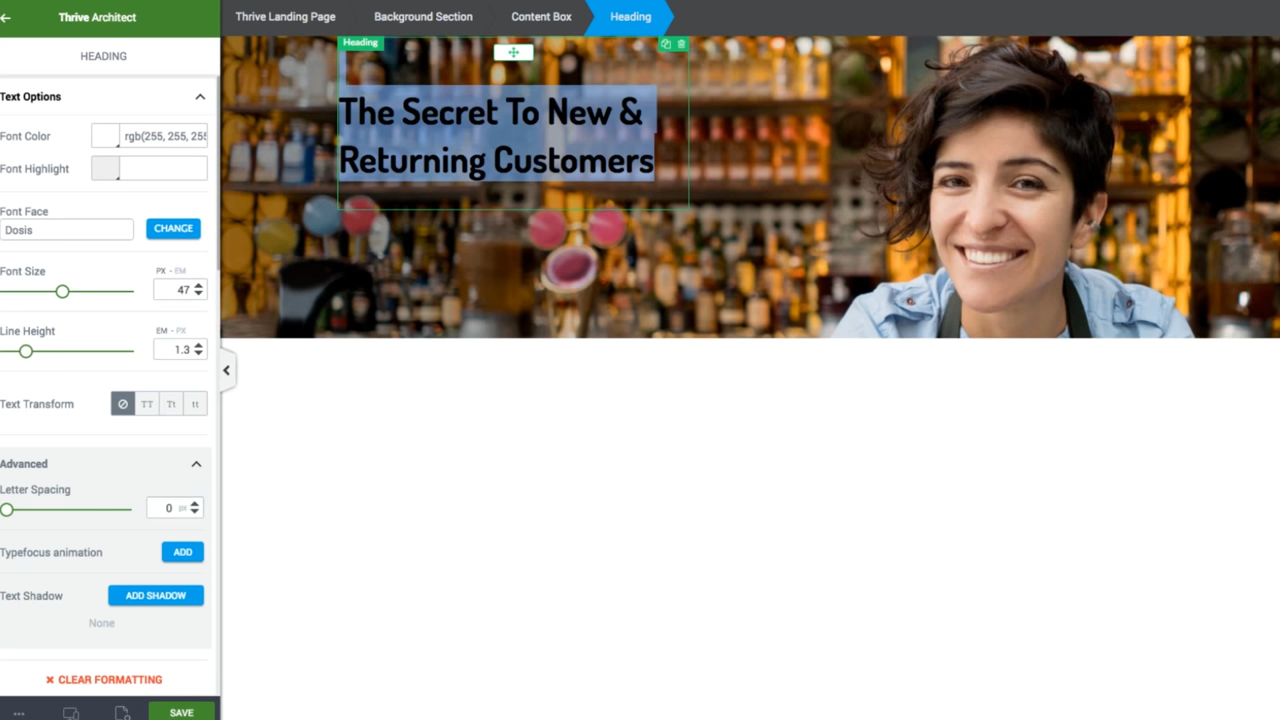 Thrive Architect
Thrive Landing Page
Background Section
Content Box
Heading
HEADING
Heading
Text Options
Font Color
rgb(255, 255, 255
Font Highlight
Font Face
Dosis
CHANGE
Font Size
PX - EM
47
Line Height
EM - PX
1.3
Text Transform
TT
Tt
tt
Advanced
Letter Spacing
0 px
Typefocus animation
ADD
Text Shadow
ADD SHADOW
None
CLEAR FORMATTING
SAVE
The Secret To New &
Returning Customers